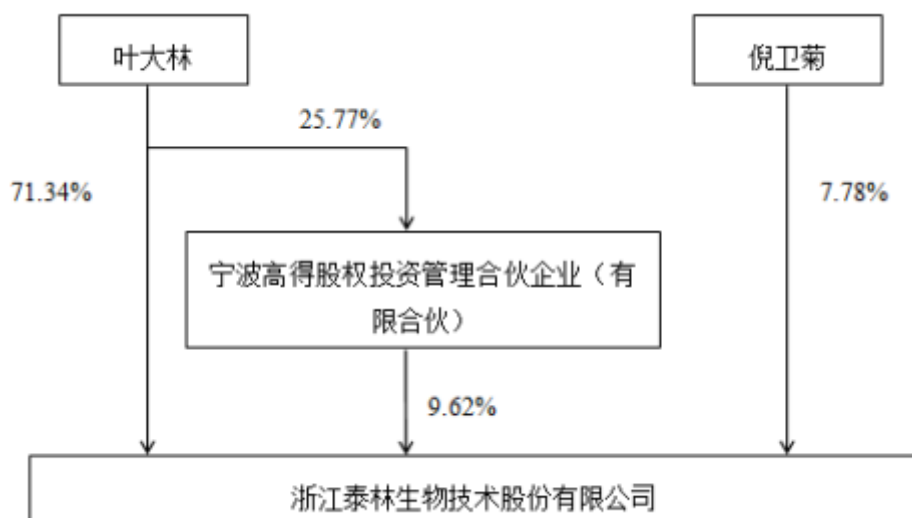 叶大林
倪卫菊
25.77%
71.34%
7.78%
宁波高得股权投资管理合伙企业（有
限合伙）
9.62%
浙江泰林生物技术股份有限公司